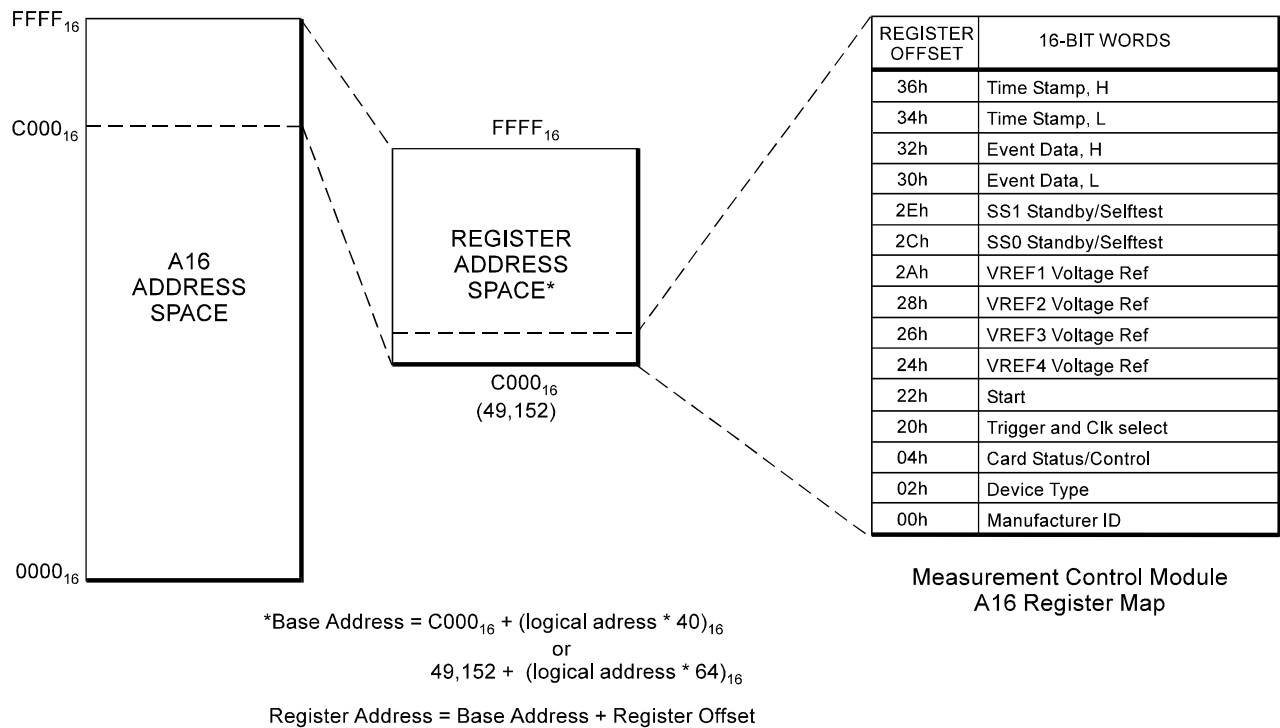 FFFF16
C00016
A16
ADDRESS
SPACE
000016
FFFF16
REGISTER
ADDRESS
SPACE*
C00016
(49,152)
REGISTER OFFSET 16-BIT WORDS
36h Time Stamp, H
34h Time Stamp, L
32h Event Data, H
30h Event Data, L
2Eh SS1 Standby/Selftest
2Ch SS0 Standby/Selftest
2Ah VREF1 Voltage Ref
28h VREF2 Voltage Ref
26h VREF3 Voltage Ref
24h VREF4 Voltage Ref
22h Start
20h Trigger and Clk select
04h Card Status/Control
02h Device Type
00h Manufacturer ID
Measurement Control Module
A16 Register Map
*Base Address = C00016 + (logical adress * 40)16
or
49,152 + (logical address * 64)16
Register Address = Base Address + Register Offset